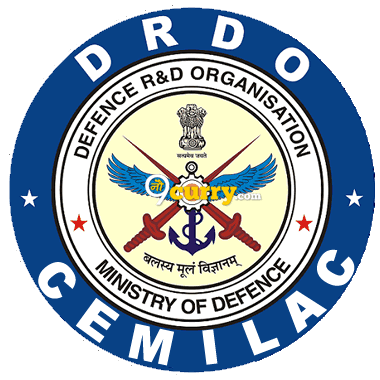 DRDO
DEFENCE R&D ORGANISATION
सत्यमेव जयते
नौ
9curry.com
बलस्य मूलं विज्ञानम्
MINISTRY OF DEFENCE
CEMILAC